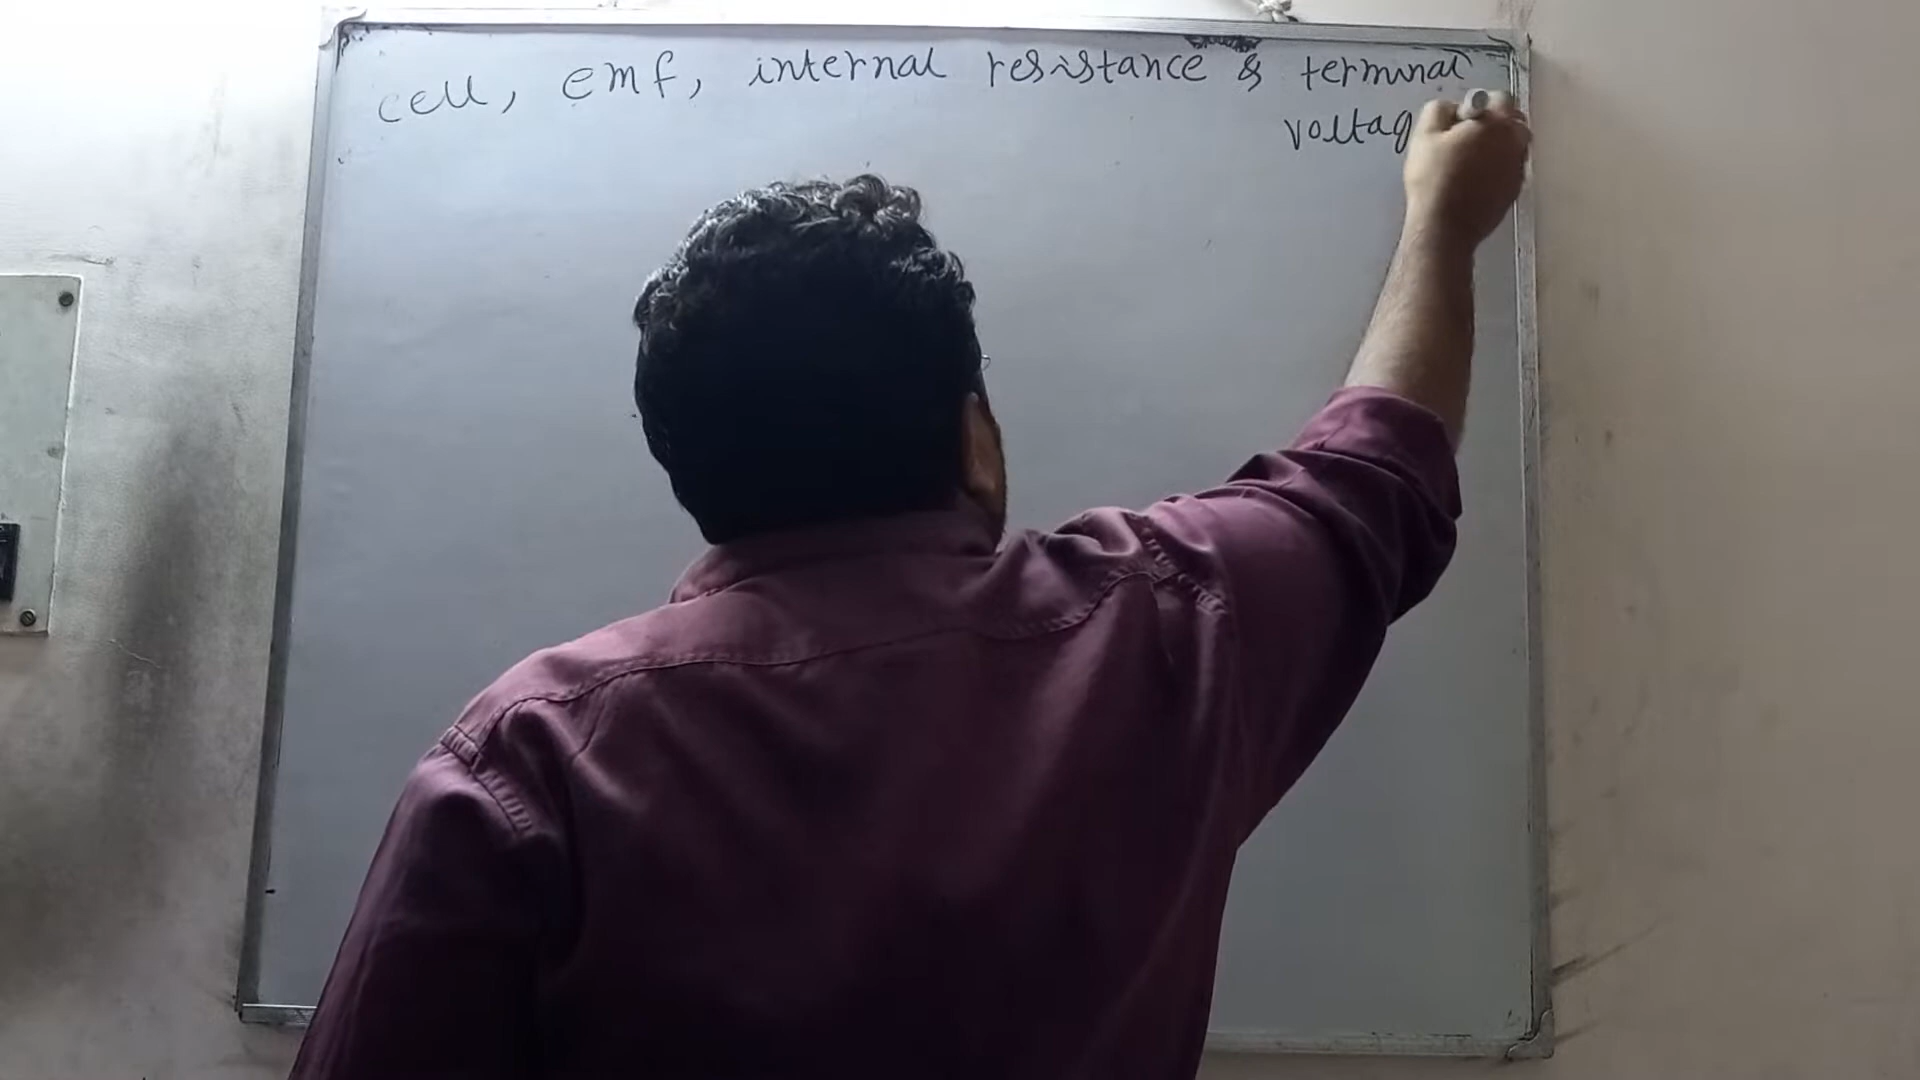 cell, emf, internal resistance & terminal
voltag